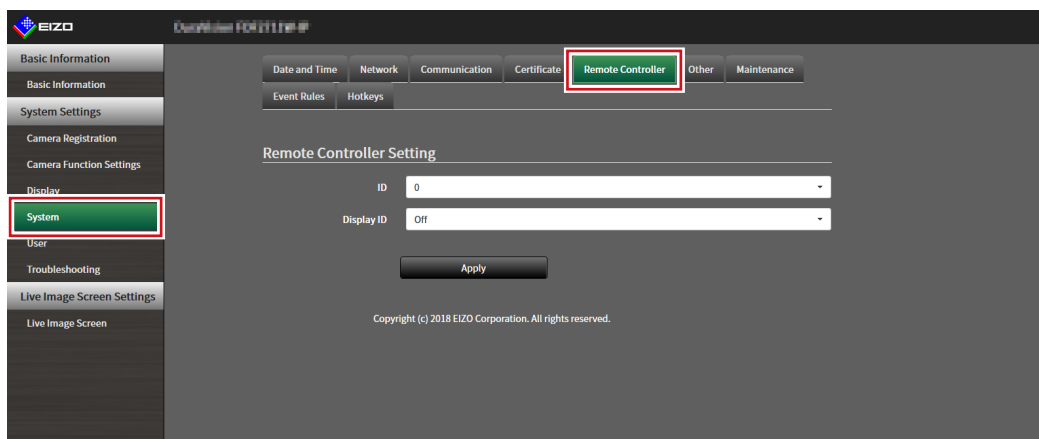 EIZO
Basic Information
Basic Information
System Settings
Camera Registration
Camera Function Settings
Display
System
User
Troubleshooting
Live Image Screen Settings
Live Image Screen
Date and Time Network Communication Certificate Remote Controller Other Maintenance
Event Rules Hotkeys
Remote Controller Setting
ID 0
Display ID Off
Apply
Copyright (c) 2018 EIZO Corporation. All rights reserved.